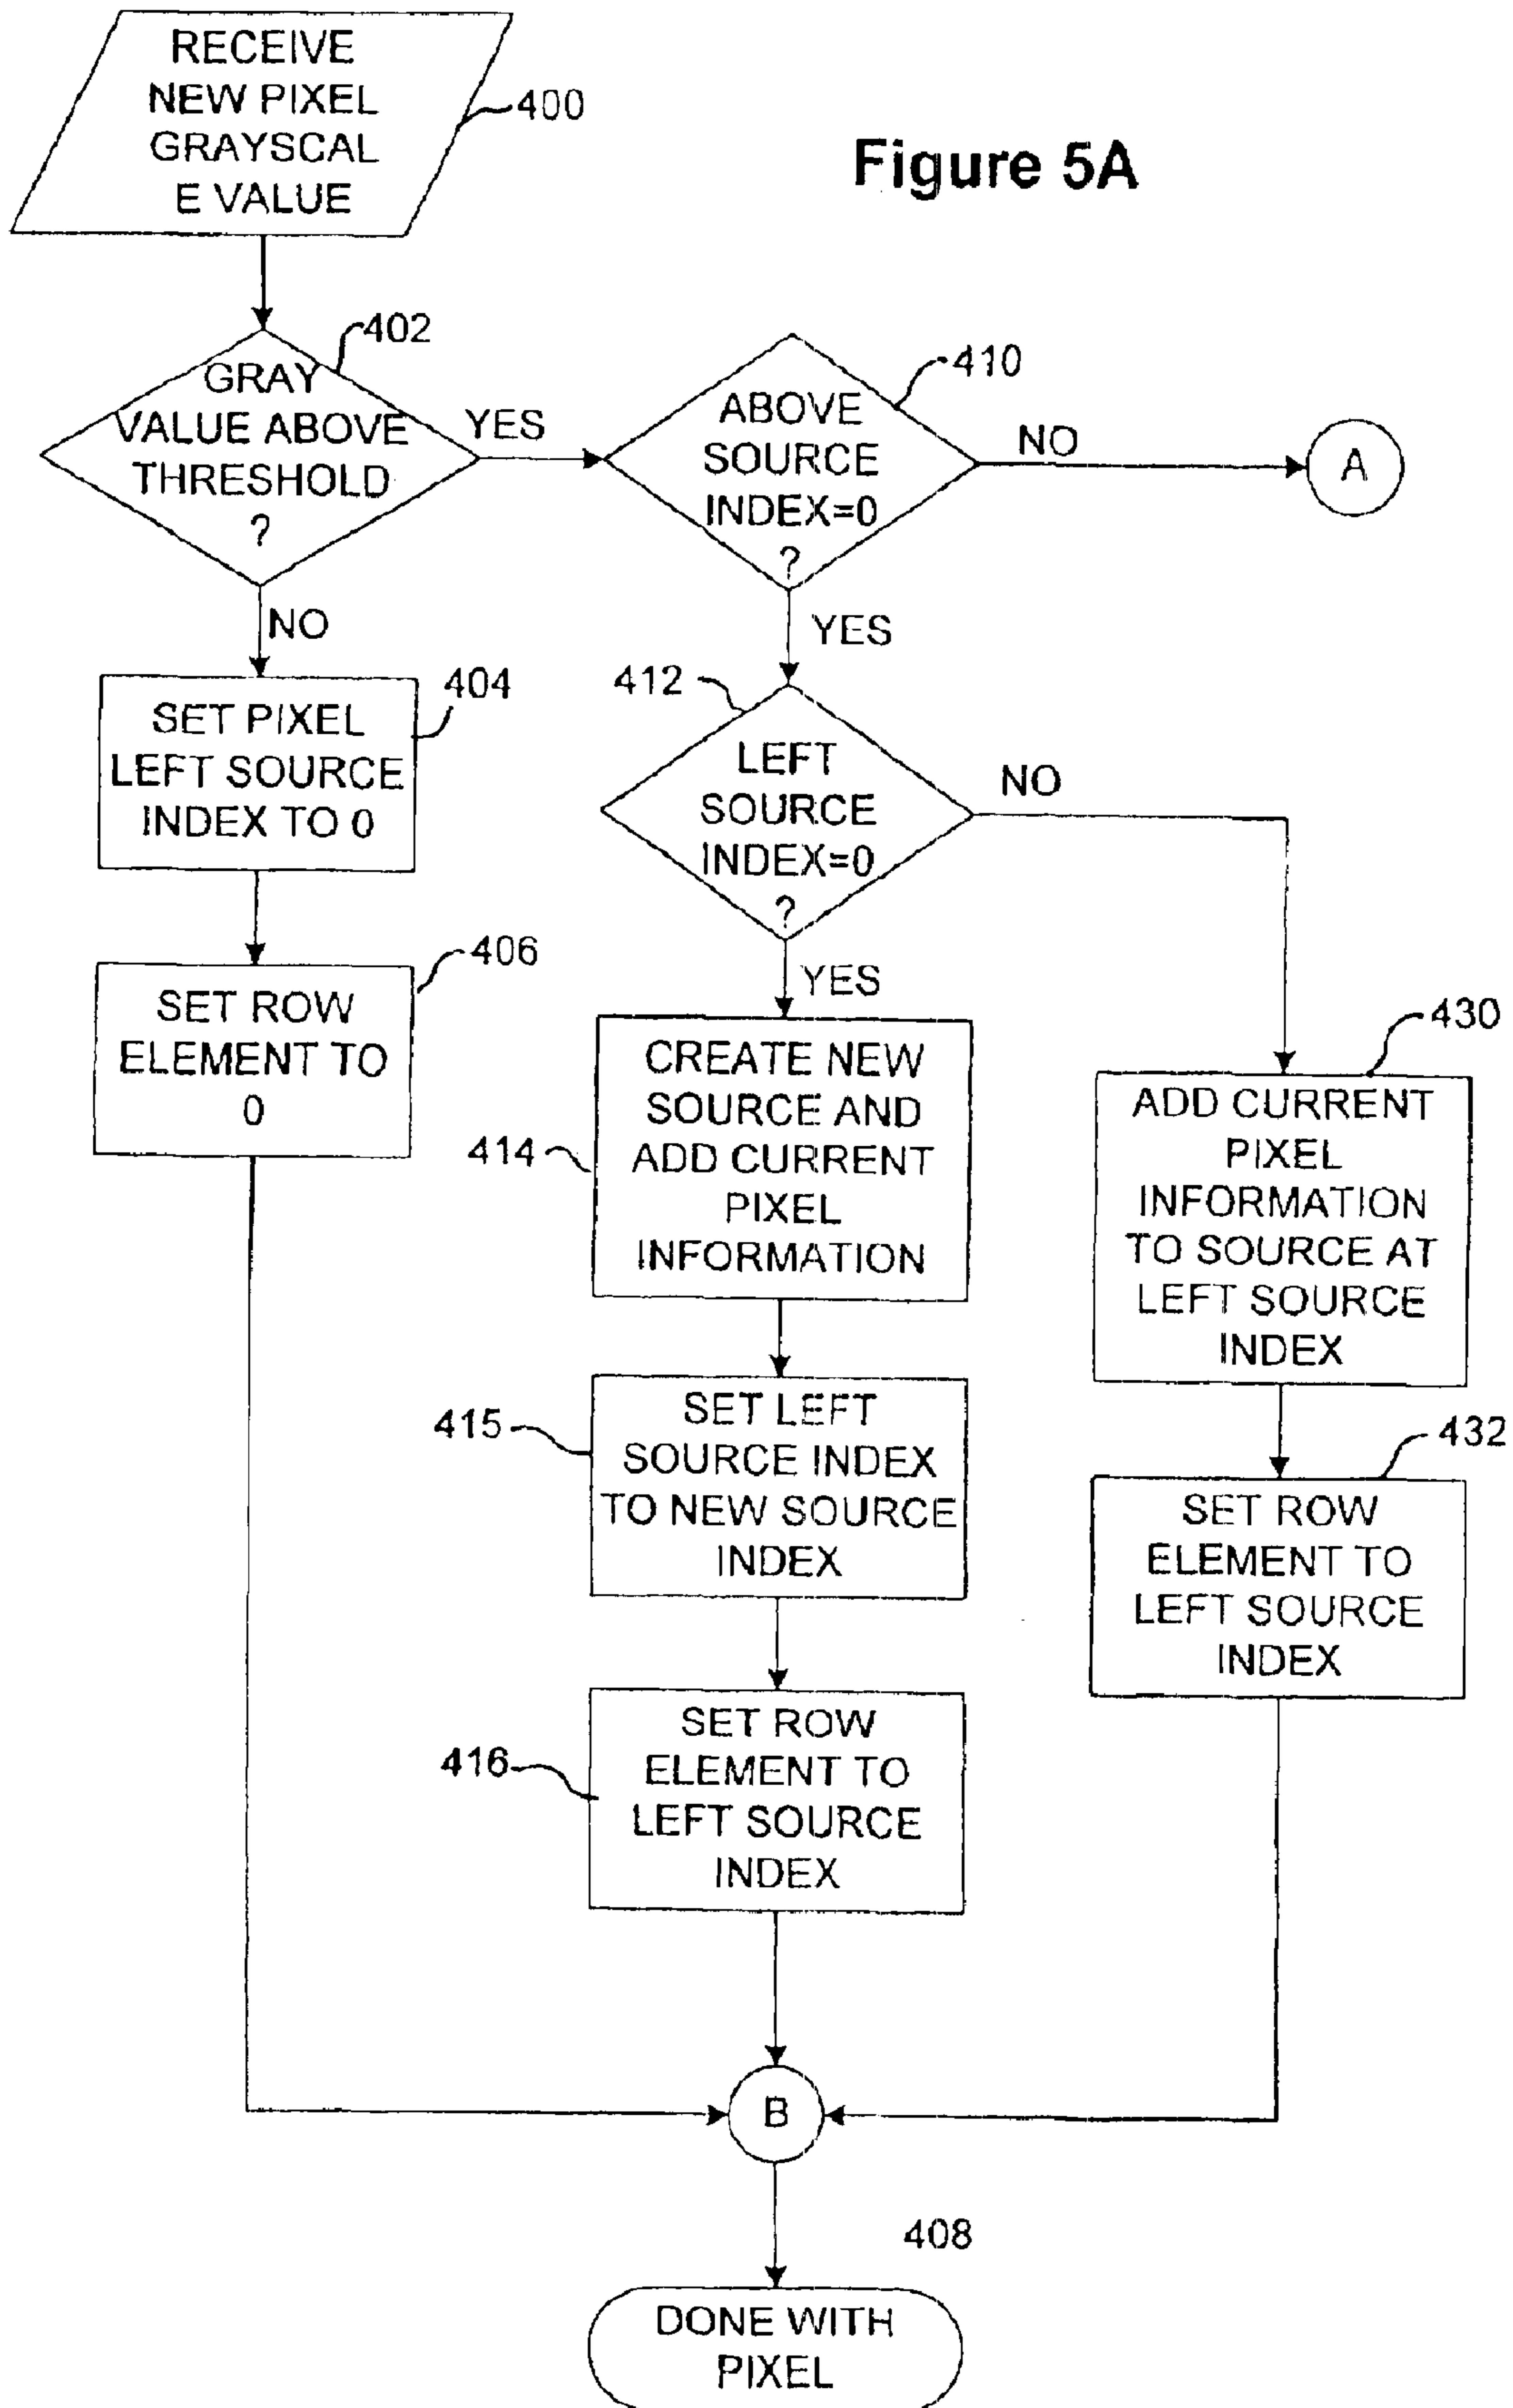 RECEIVE
NEW PIXEL
GRAYSCAL
E VALUE
400
Figure 5A
402
GRAY
VALUE ABOVE
THRESHOLD
?
YES
NO
410
ABOVE
SOURCE
INDEX=0
?
NO
A
YES
404
SET PIXEL
LEFT SOURCE
INDEX TO 0
412
LEFT
SOURCE
INDEX=0
?
NO
YES
406
SET ROW
ELEMENT TO
0
414
CREATE NEW
SOURCE AND
ADD CURRENT
PIXEL
INFORMATION
430
ADD CURRENT
PIXEL
INFORMATION
TO SOURCE AT
LEFT SOURCE
INDEX
415
SET LEFT
SOURCE INDEX
TO NEW SOURCE
INDEX
432
SET ROW
ELEMENT TO
LEFT SOURCE
INDEX
416
SET ROW
ELEMENT TO
LEFT SOURCE
INDEX
B
408
DONE WITH
PIXEL